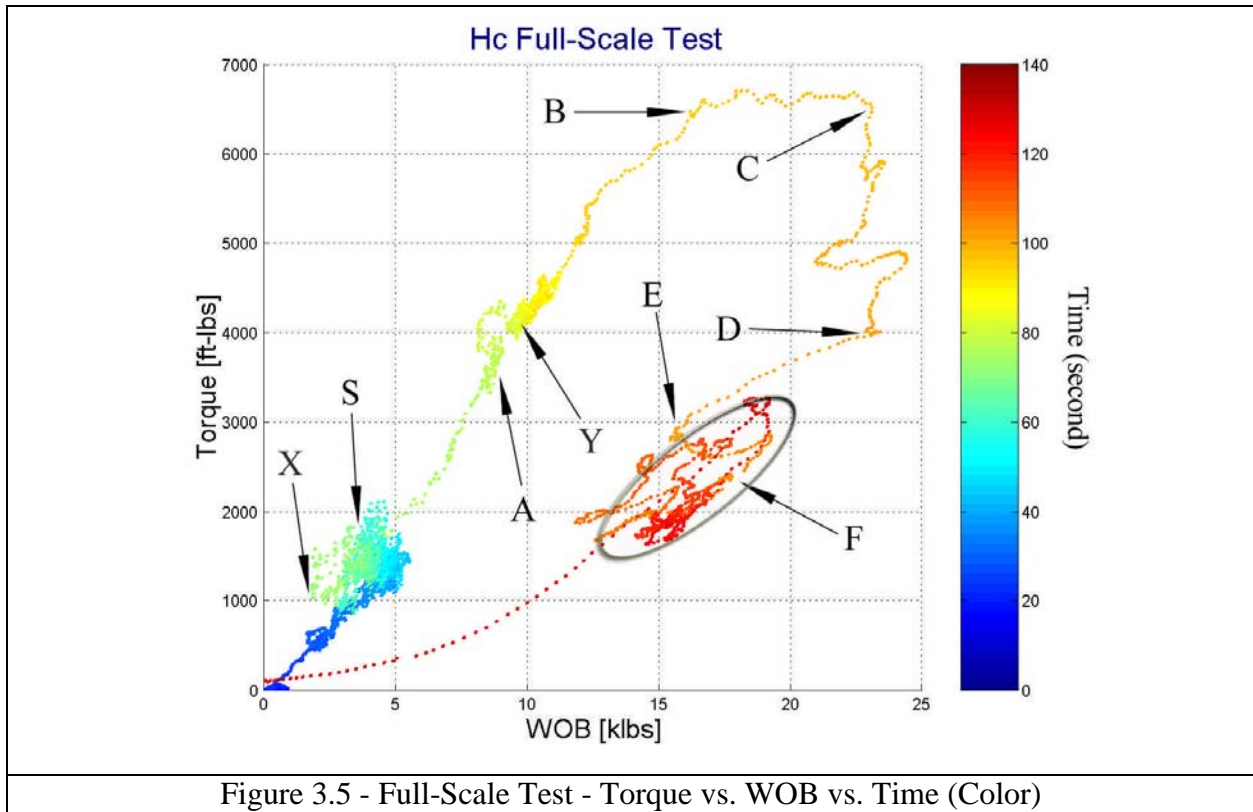 Hc Full-Scale Test
7000
6000
5000
4000
3000
2000
1000
0
Torque [ft-lbs]
0 5 10 15 20 25
WOB [klbs]
B
C
E
D
S
Y
X
A
F
140
120
100
80
60
40
20
0
Time (second)
Figure 3.5 - Full-Scale Test - Torque vs. WOB vs. Time (Color)